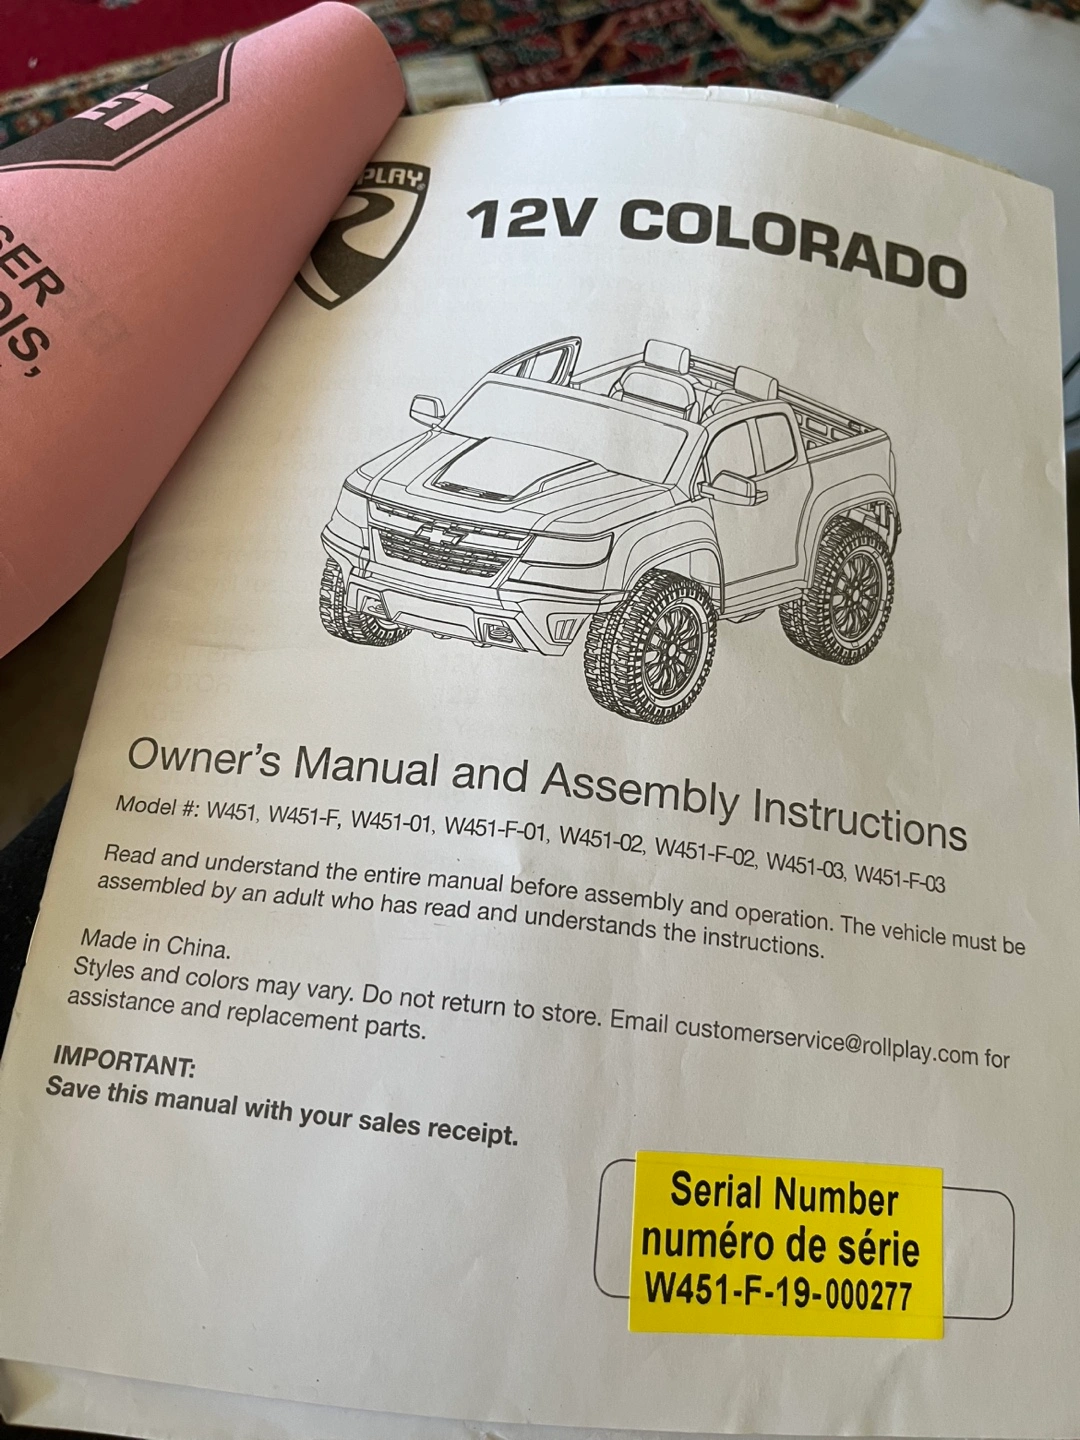 ET
SER
DIS,
PLAY
12V COLORADO
Owner's Manual and Assembly Instructions
Model #: W451, W451-F, W451-01, W451-F-01, W451-02, W451-F-02, W451-03, W451-F-03
Read and understand the entire manual before assembly and operation. The vehicle must be
assembled by an adult who has read and understands the instructions.
Made in China.
Styles and colors may vary. Do not return to store. Email customerservice@rollplay.com for
assistance and replacement parts.
IMPORTANT:
Save this manual with your sales receipt.
Serial Number
numéro de série
W451-F-19-000277